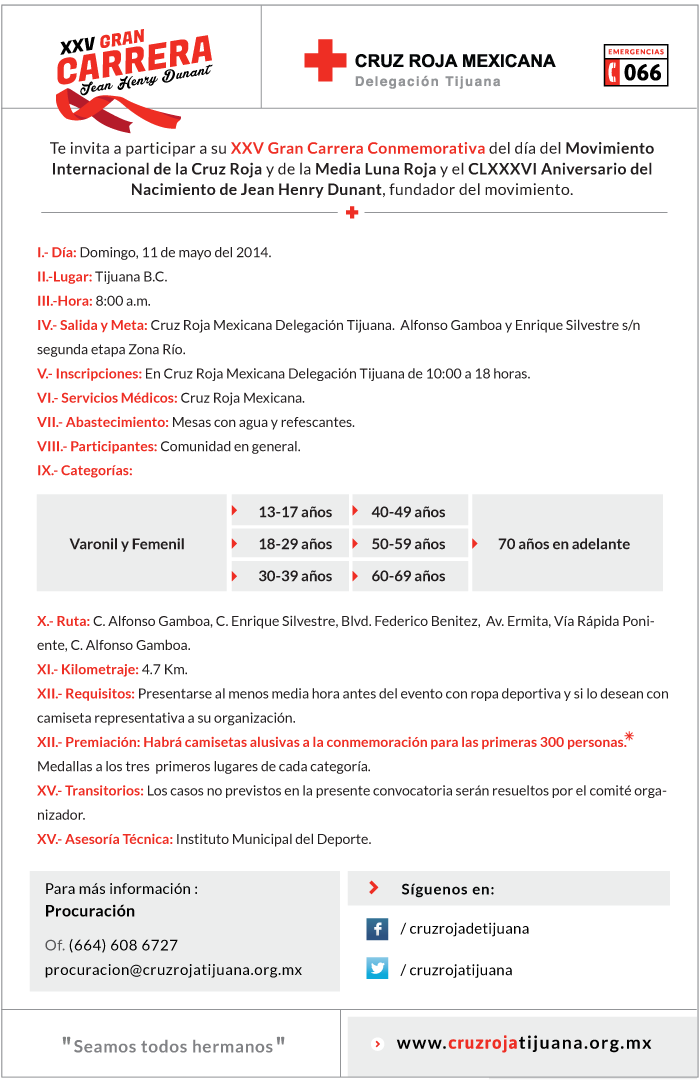 XXV GRAN
CARRERA
Jean Henry Dunant
CRUZ ROJA MEXICANA
Delegación Tijuana
EMERGENCIAS
066
Te invita a participar a su XXV Gran Carrera Conmemorativa del día del Movimiento
Internacional de la Cruz Roja y de la Media Luna Roja y el CLXXXVI Aniversario del
Nacimiento de Jean Henry Dunant, fundador del movimiento.
I.- Día: Domingo, 11 de mayo del 2014.
II.-Lugar: Tijuana B.C.
III.-Hora: 8:00 a.m.
IV.- Salida y Meta: Cruz Roja Mexicana Delegación Tijuana. Alfonso Gamboa y Enrique Silvestre s/n
segunda etapa Zona Río.
V.- Inscripciones: En Cruz Roja Mexicana Delegación Tijuana de 10:00 a 18 horas.
VI.- Servicios Médicos: Cruz Roja Mexicana.
VII.- Abastecimiento: Mesas con agua y refescantes.
VIII.- Participantes: Comunidad en general.
IX.- Categorías:
Varonil y Femenil
13-17 años
18-29 años
30-39 años
40-49 años
50-59 años
60-69 años
70 años en adelante
X.- Ruta: C. Alfonso Gamboa, C. Enrique Silvestre, Blvd. Federico Benitez, Av. Ermita, Vía Rápida Poni-
ente, C. Alfonso Gamboa.
XI.- Kilometraje: 4.7 Km.
XII.- Requisitos: Presentarse al menos media hora antes del evento con ropa deportiva y si lo desean con
camiseta representativa a su organización.
XII.- Premiación: Habrá camisetas alusivas a la conmemoración para las primeras 300 personas.*
Medallas a los tres primeros lugares de cada categoría.
XV.- Transitorios: Los casos no previstos en la presente convocatoria serán resueltos por el comité orga-
nizador.
XV.- Asesoría Técnica: Instituto Municipal del Deporte.
Para más información :
Procuración
Of. (664) 608 6727
procuracion@cruzrojatijuana.org.mx
Síguenos en:
/ cruzrojadetijuana
/ cruzrojatijuana
"Seamos todos hermanos"
www.cruzrojatijuana.org.mx